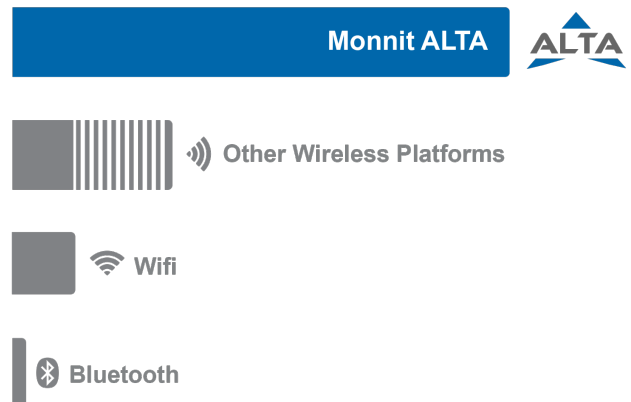 Monnit ALTA
ALTA
Other Wireless Platforms
Wifi
Bluetooth